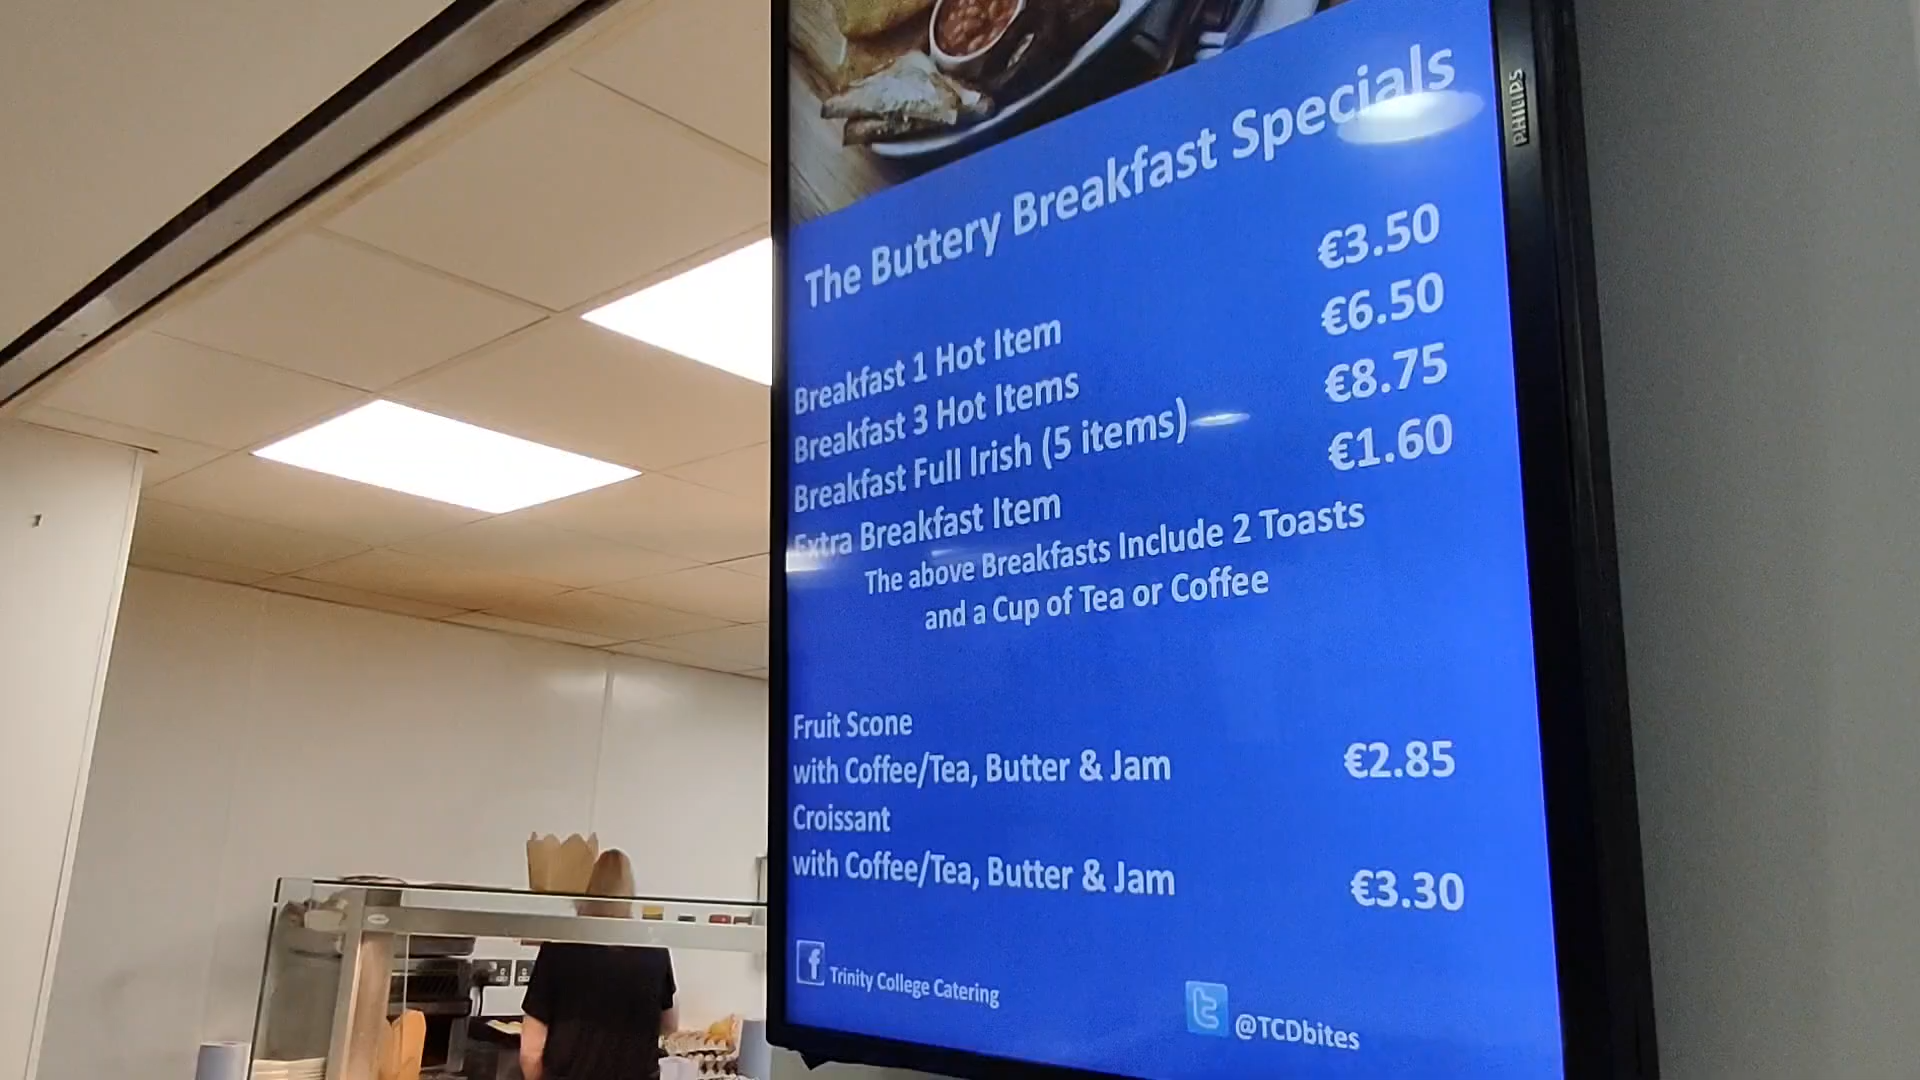 The Buttery Breakfast Specials
Breakfast 1 Hot Item €3.50
Breakfast 3 Hot Items €6.50
Breakfast Full Irish (5 items) €8.75
Extra Breakfast Item €1.60
The above Breakfasts Include 2 Toasts
and a Cup of Tea or Coffee
Fruit Scone
with Coffee/Tea, Butter & Jam €2.85
Croissant
with Coffee/Tea, Butter & Jam €3.30
f Trinity College Catering
t @TCDbites
PHILIPS